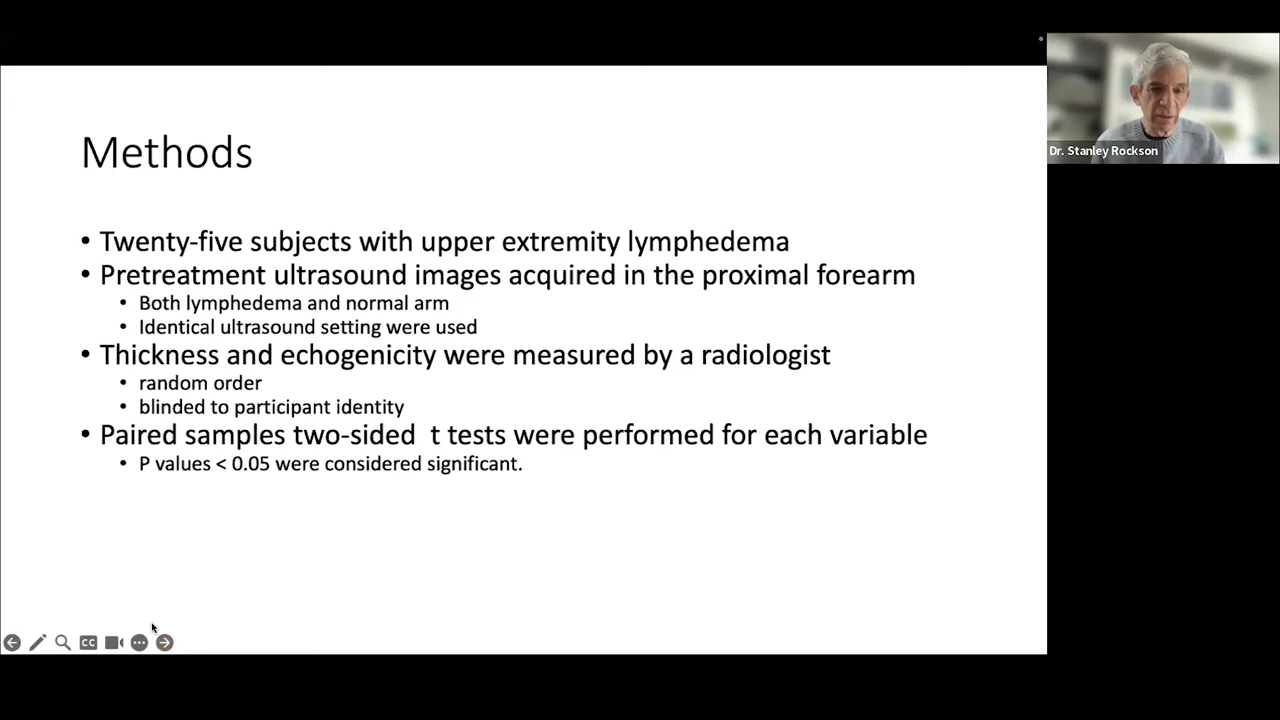 Methods
• Twenty-five subjects with upper extremity lymphedema
• Pretreatment ultrasound images acquired in the proximal forearm
• Both lymphedema and normal arm
• Identical ultrasound setting were used
• Thickness and echogenicity were measured by a radiologist
• random order
• blinded to participant identity
• Paired samples two-sided  t tests were performed for each variable
• P values < 0.05 were considered significant.
Dr. Stanley Rockson
CC